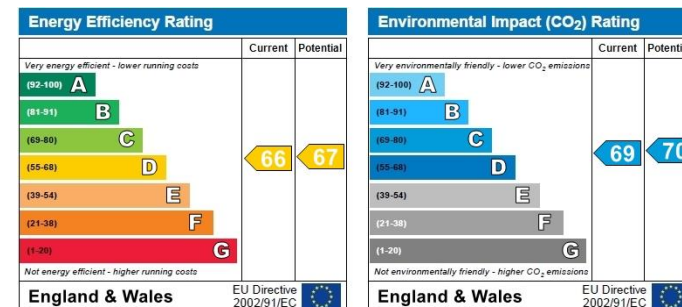 Energy Efficiency Rating
Current Potential
Very energy efficient - lower running costs
(92-100) A
(81-91) B
(69-80) C
(55-68) D
(39-54) E
(21-38) F
(1-20) G
66 67
Not energy efficient - higher running costs
England & Wales
EU Directive
2002/91/EC
Environmental Impact (CO₂) Rating
Current Potenti
Very environmentally friendly - lower CO₂ emissions
(92-100) A
(81-91) B
(69-80) C
(55-68) D
(39-54) E
(21-38) F
(1-20) G
69 70
Not environmentally friendly - higher CO₂ emissions
England & Wales
EU Directive
2002/91/EC